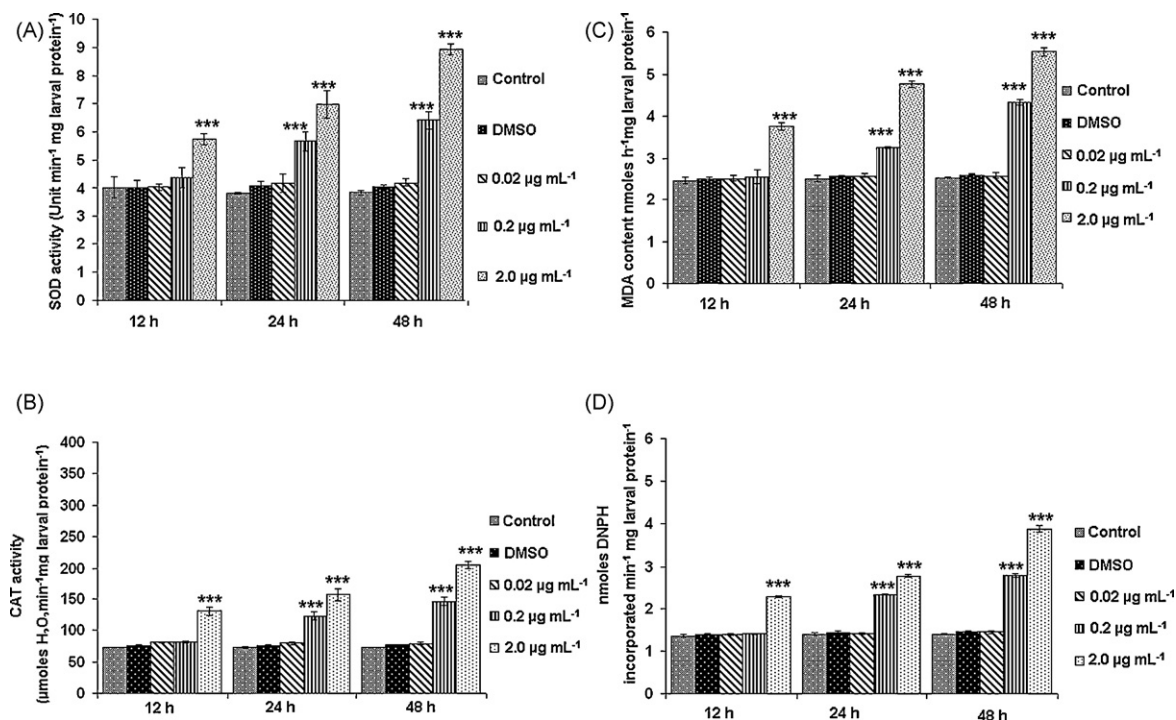 (A)
SOD activity (Unit min⁻¹ mg larval protein⁻¹)
10
9
8
7
6
5
4
3
2
1
0
***
***
***
***
***
12 h
24 h
48 h
Control
DMSO
0.02 µg mL⁻¹
0.2 µg mL⁻¹
2.0 µg mL⁻¹
(C)
MDA content nmoles h⁻¹mg larval protein⁻¹
6
5
4
3
2
1
0
***
***
***
***
***
12 h
24 h
48 h
Control
DMSO
0.02 µg mL⁻¹
0.2 µg mL⁻¹
2.0 µg mL⁻¹
(B)
CAT activity
(µmoles H₂O₂min⁻¹mg larval protein⁻¹)
400
350
300
250
200
150
100
50
0
***
***
***
***
***
12 h
24 h
48 h
Control
DMSO
0.02 µg mL⁻¹
0.2 µg mL⁻¹
2.0 µg mL⁻¹
(D)
nmoles DNPH
incorporated min⁻¹ mg larval protein⁻¹
6
5
4
3
2
1
0
***
***
***
***
***
12 h
24 h
48 h
Control
DMSO
0.02 µg mL⁻¹
0.2 µg mL⁻¹
2.0 µg mL⁻¹